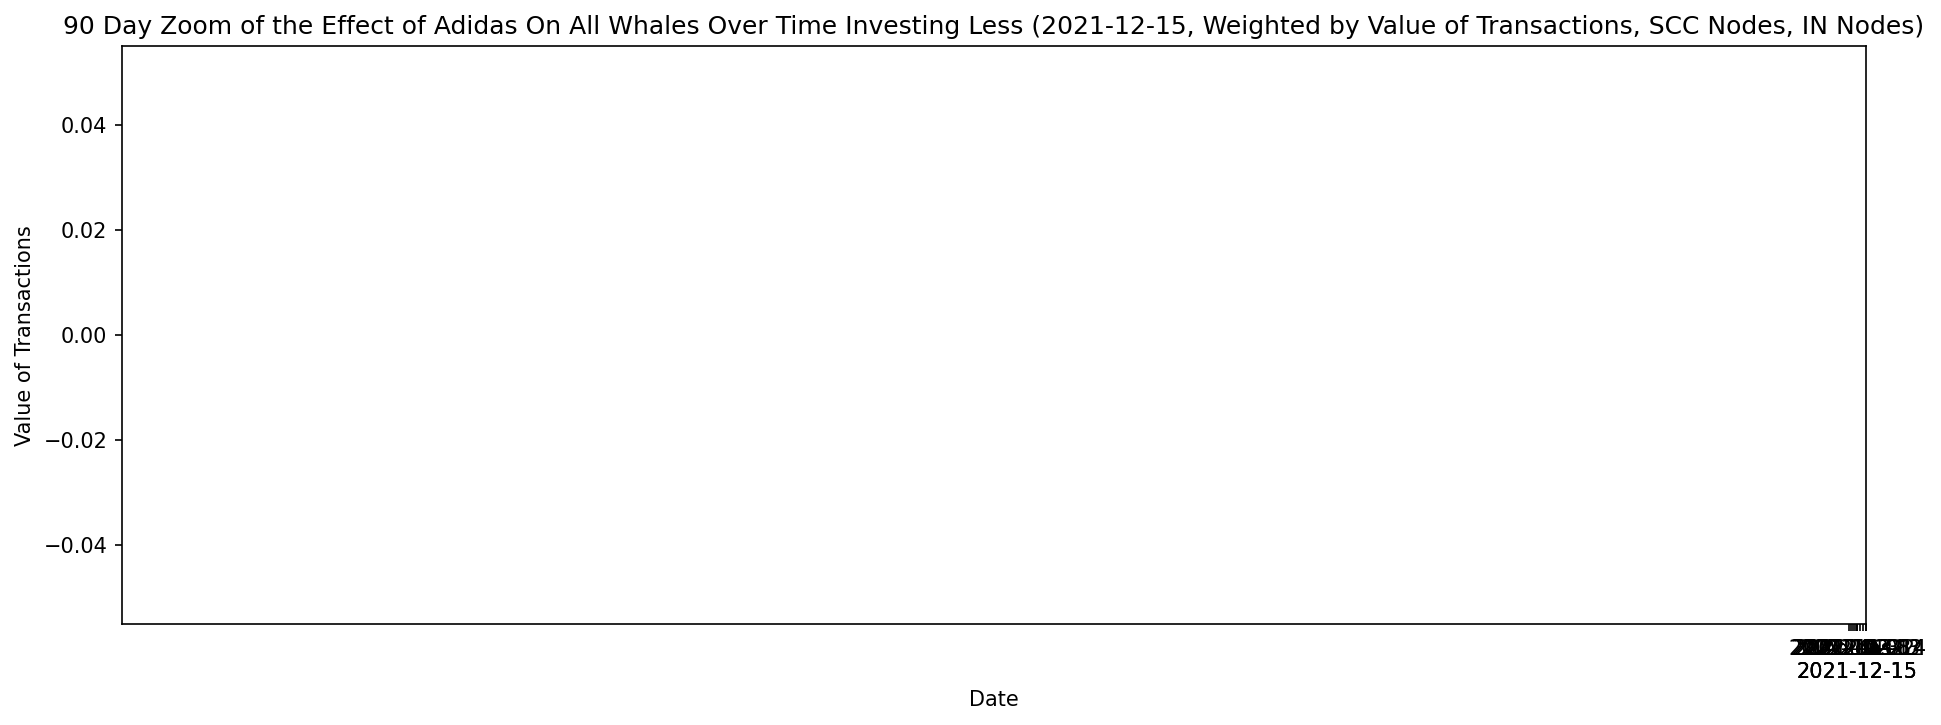 90 Day Zoom of the Effect of Adidas On All Whales Over Time Investing Less (2021-12-15, Weighted by Value of Transactions, SCC Nodes, IN Nodes)
0.04
0.02
0.00
−0.02
−0.04
Value of Transactions
2021-12-15
Date